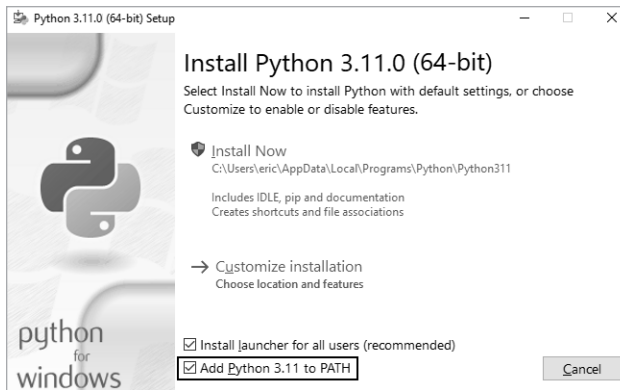 Python 3.11.0 (64-bit) Setup
Install Python 3.11.0 (64-bit)
Select Install Now to install Python with default settings, or choose
Customize to enable or disable features.
Install Now
C:\Users\eric\AppData\Local\Programs\Python\Python311
Includes IDLE, pip and documentation
Creates shortcuts and file associations
Customize installation
Choose location and features
python
for
windows
Install launcher for all users (recommended)
Add Python 3.11 to PATH
Cancel